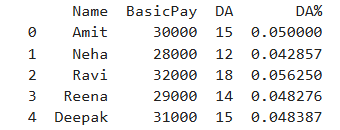 Name BasicPay DA DA%
0 Amit 30000 15 0.050000
1 Neha 28000 12 0.042857
2 Ravi 32000 18 0.056250
3 Reena 29000 14 0.048276
4 Deepak 31000 15 0.048387